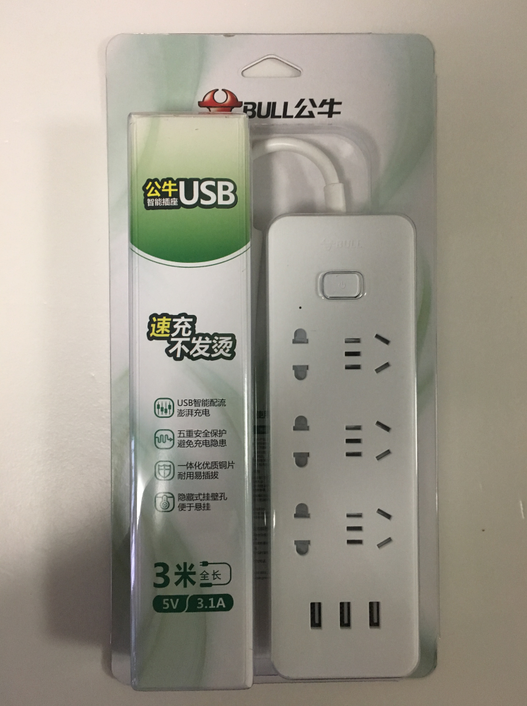 BULL公牛
公牛
智能插座
USB
速充
不发烫
USB智能配流
澎湃充电
五重安全保护
避免充电隐患
一体化优质铜片
耐用易插拔
隐藏式挂壁孔
便于悬挂
3米全长
5V 3.1A
BULL